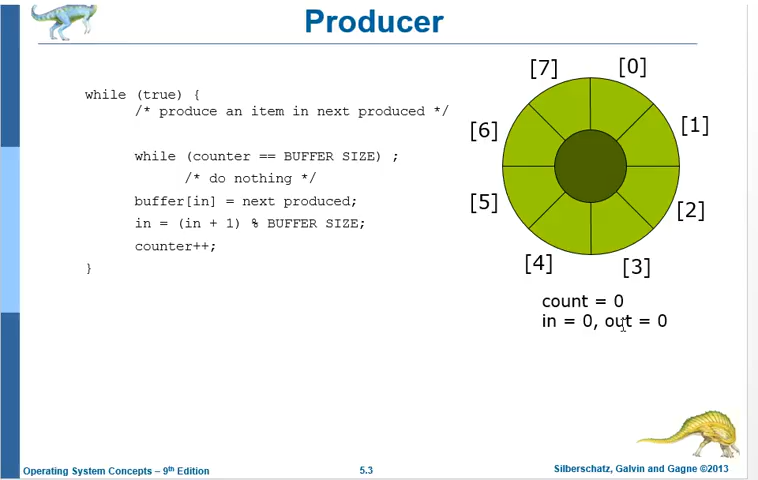 Producer
while (true) {
/* produce an item in next produced */
while (counter == BUFFER SIZE) ;
/* do nothing */
buffer[in] = next produced;
in = (in + 1) % BUFFER SIZE;
counter++;
}
[7]
[0]
[6]
[1]
[5]
[2]
[4]
[3]
count = 0
in = 0, out = 0
Operating System Concepts – 9th Edition
5.3
Silberschatz, Galvin and Gagne ©2013